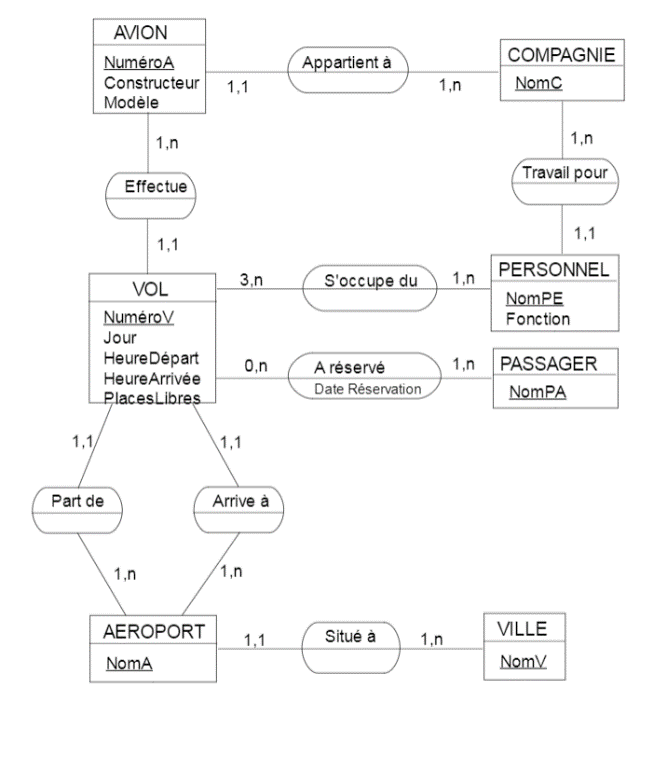 AVION
NuméroA
Constructeur
Modèle
1,1
Appartient à
1,n
COMPAGNIE
NomC
1,n
Effectue
1,1
1,n
Travail pour
1,1
VOL
NuméroV
Jour
HeureDépart
HeureArrivée
PlacesLibres
3,n
S'occupe du
1,n
PERSONNEL
NomPE
Fonction
0,n
A réservé
Date Réservation
1,n
PASSAGER
NomPA
1,1
1,1
Part de
Arrive à
1,n
1,n
AEROPORT
NomA
1,1
Situé à
1,n
VILLE
NomV